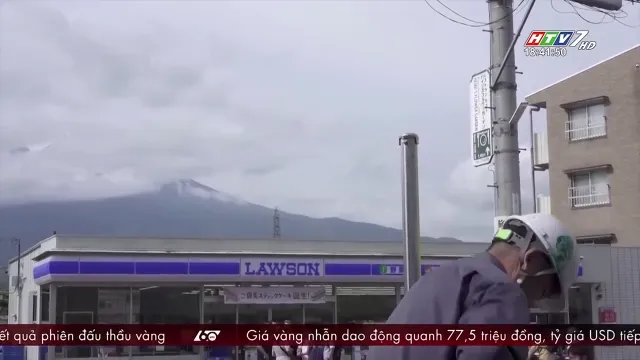 HTV7 HD
18:41:50
LAWSON
ết quả phiên đấu thầu vàng
Giá vàng nhẫn dao động quanh 77,5 triệu đồng, tỷ giá USD tiếp